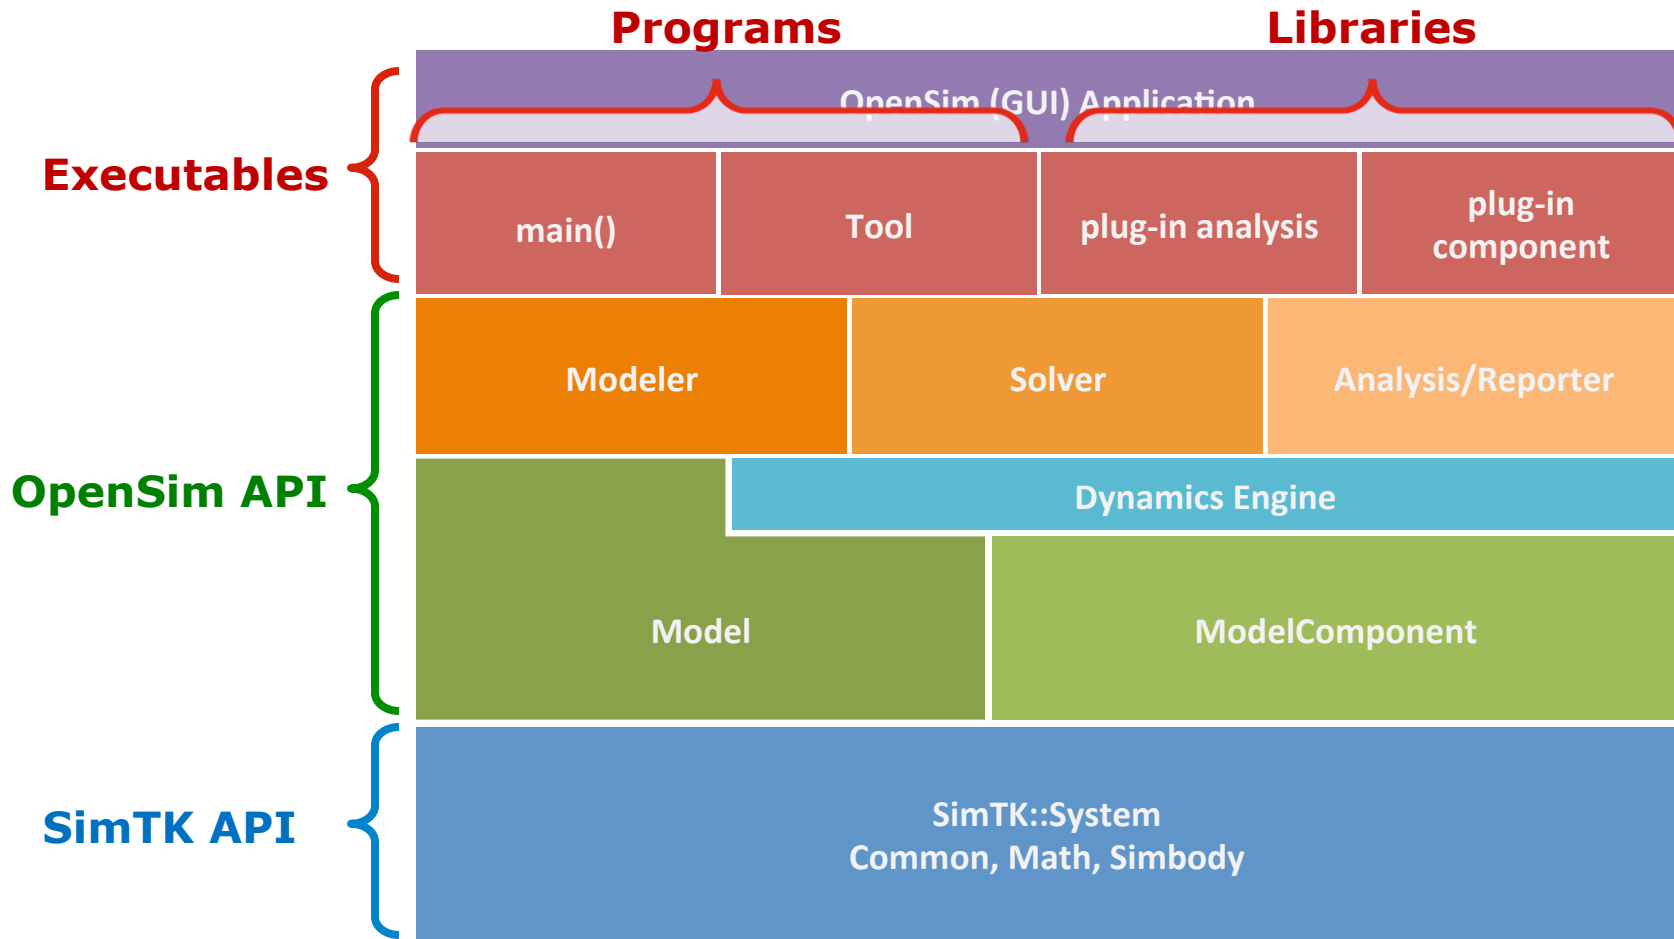 Programs
Libraries
OpenSim (GUI) Application
Executables
main()
Tool
plug-in analysis
plug-in
component
Modeler
Solver
Analysis/Reporter
OpenSim API
Dynamics Engine
Model
ModelComponent
SimTK API
SimTK::System
Common, Math, Simbody